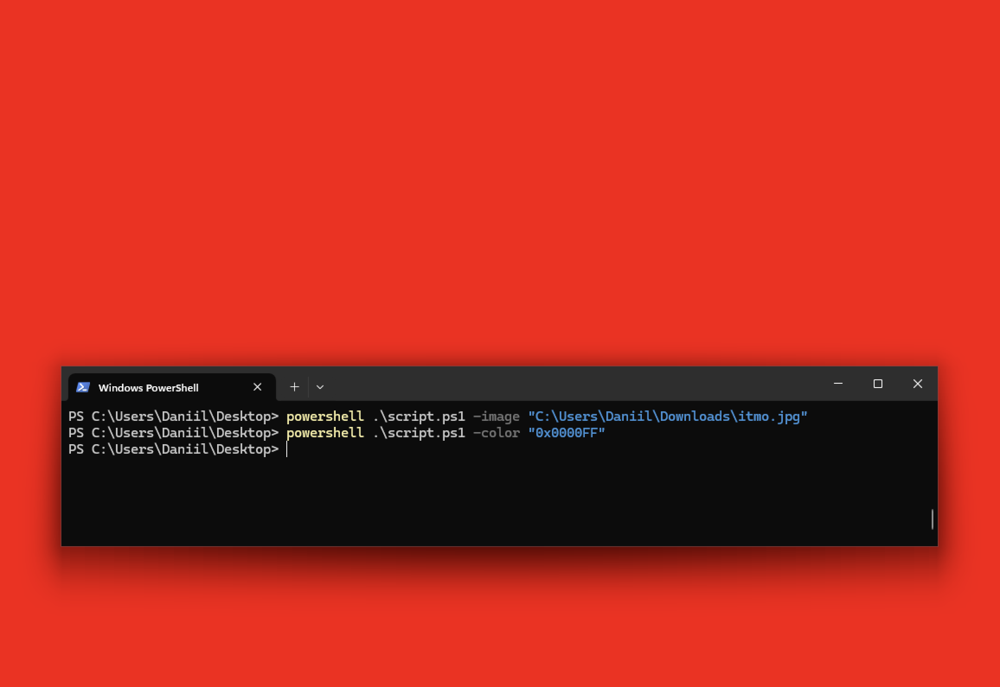 Windows PowerShell
PS C:\Users\Daniil\Desktop> powershell .\script.ps1 -image "C:\Users\Daniil\Downloads\itmo.jpg"
PS C:\Users\Daniil\Desktop> powershell .\script.ps1 -color "0x0000FF"
PS C:\Users\Daniil\Desktop>